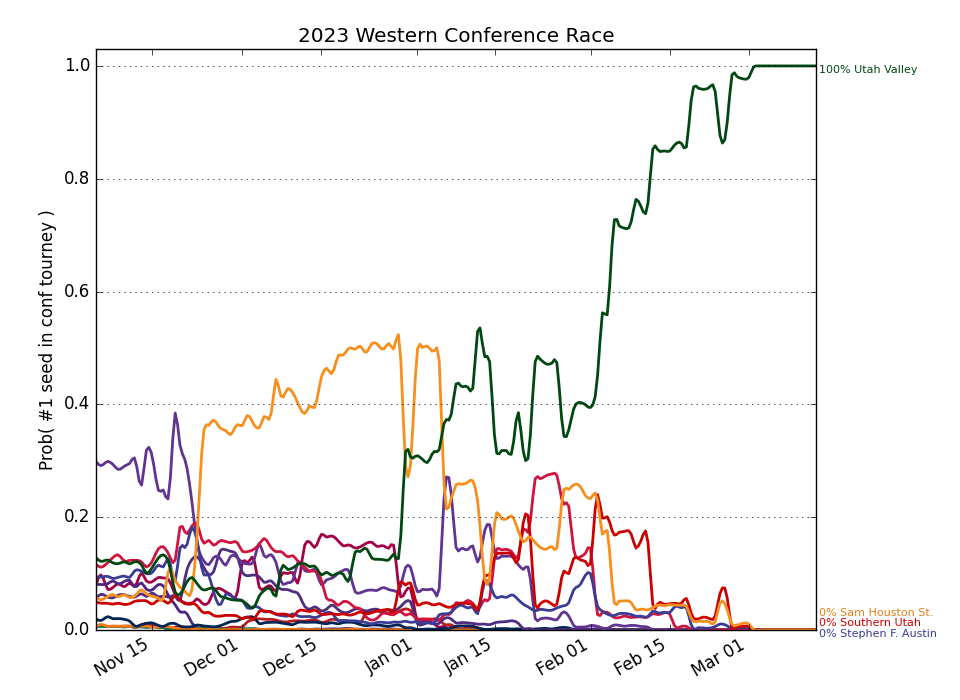 2023 Western Conference Race
Prob( #1 seed in conf tourney )
1.0
0.8
0.6
0.4
0.2
0.0
100% Utah Valley
0% Sam Houston St.
0% Southern Utah
0% Stephen F. Austin
Nov 15
Dec 01
Dec 15
Jan 01
Jan 15
Feb 01
Feb 15
Mar 01